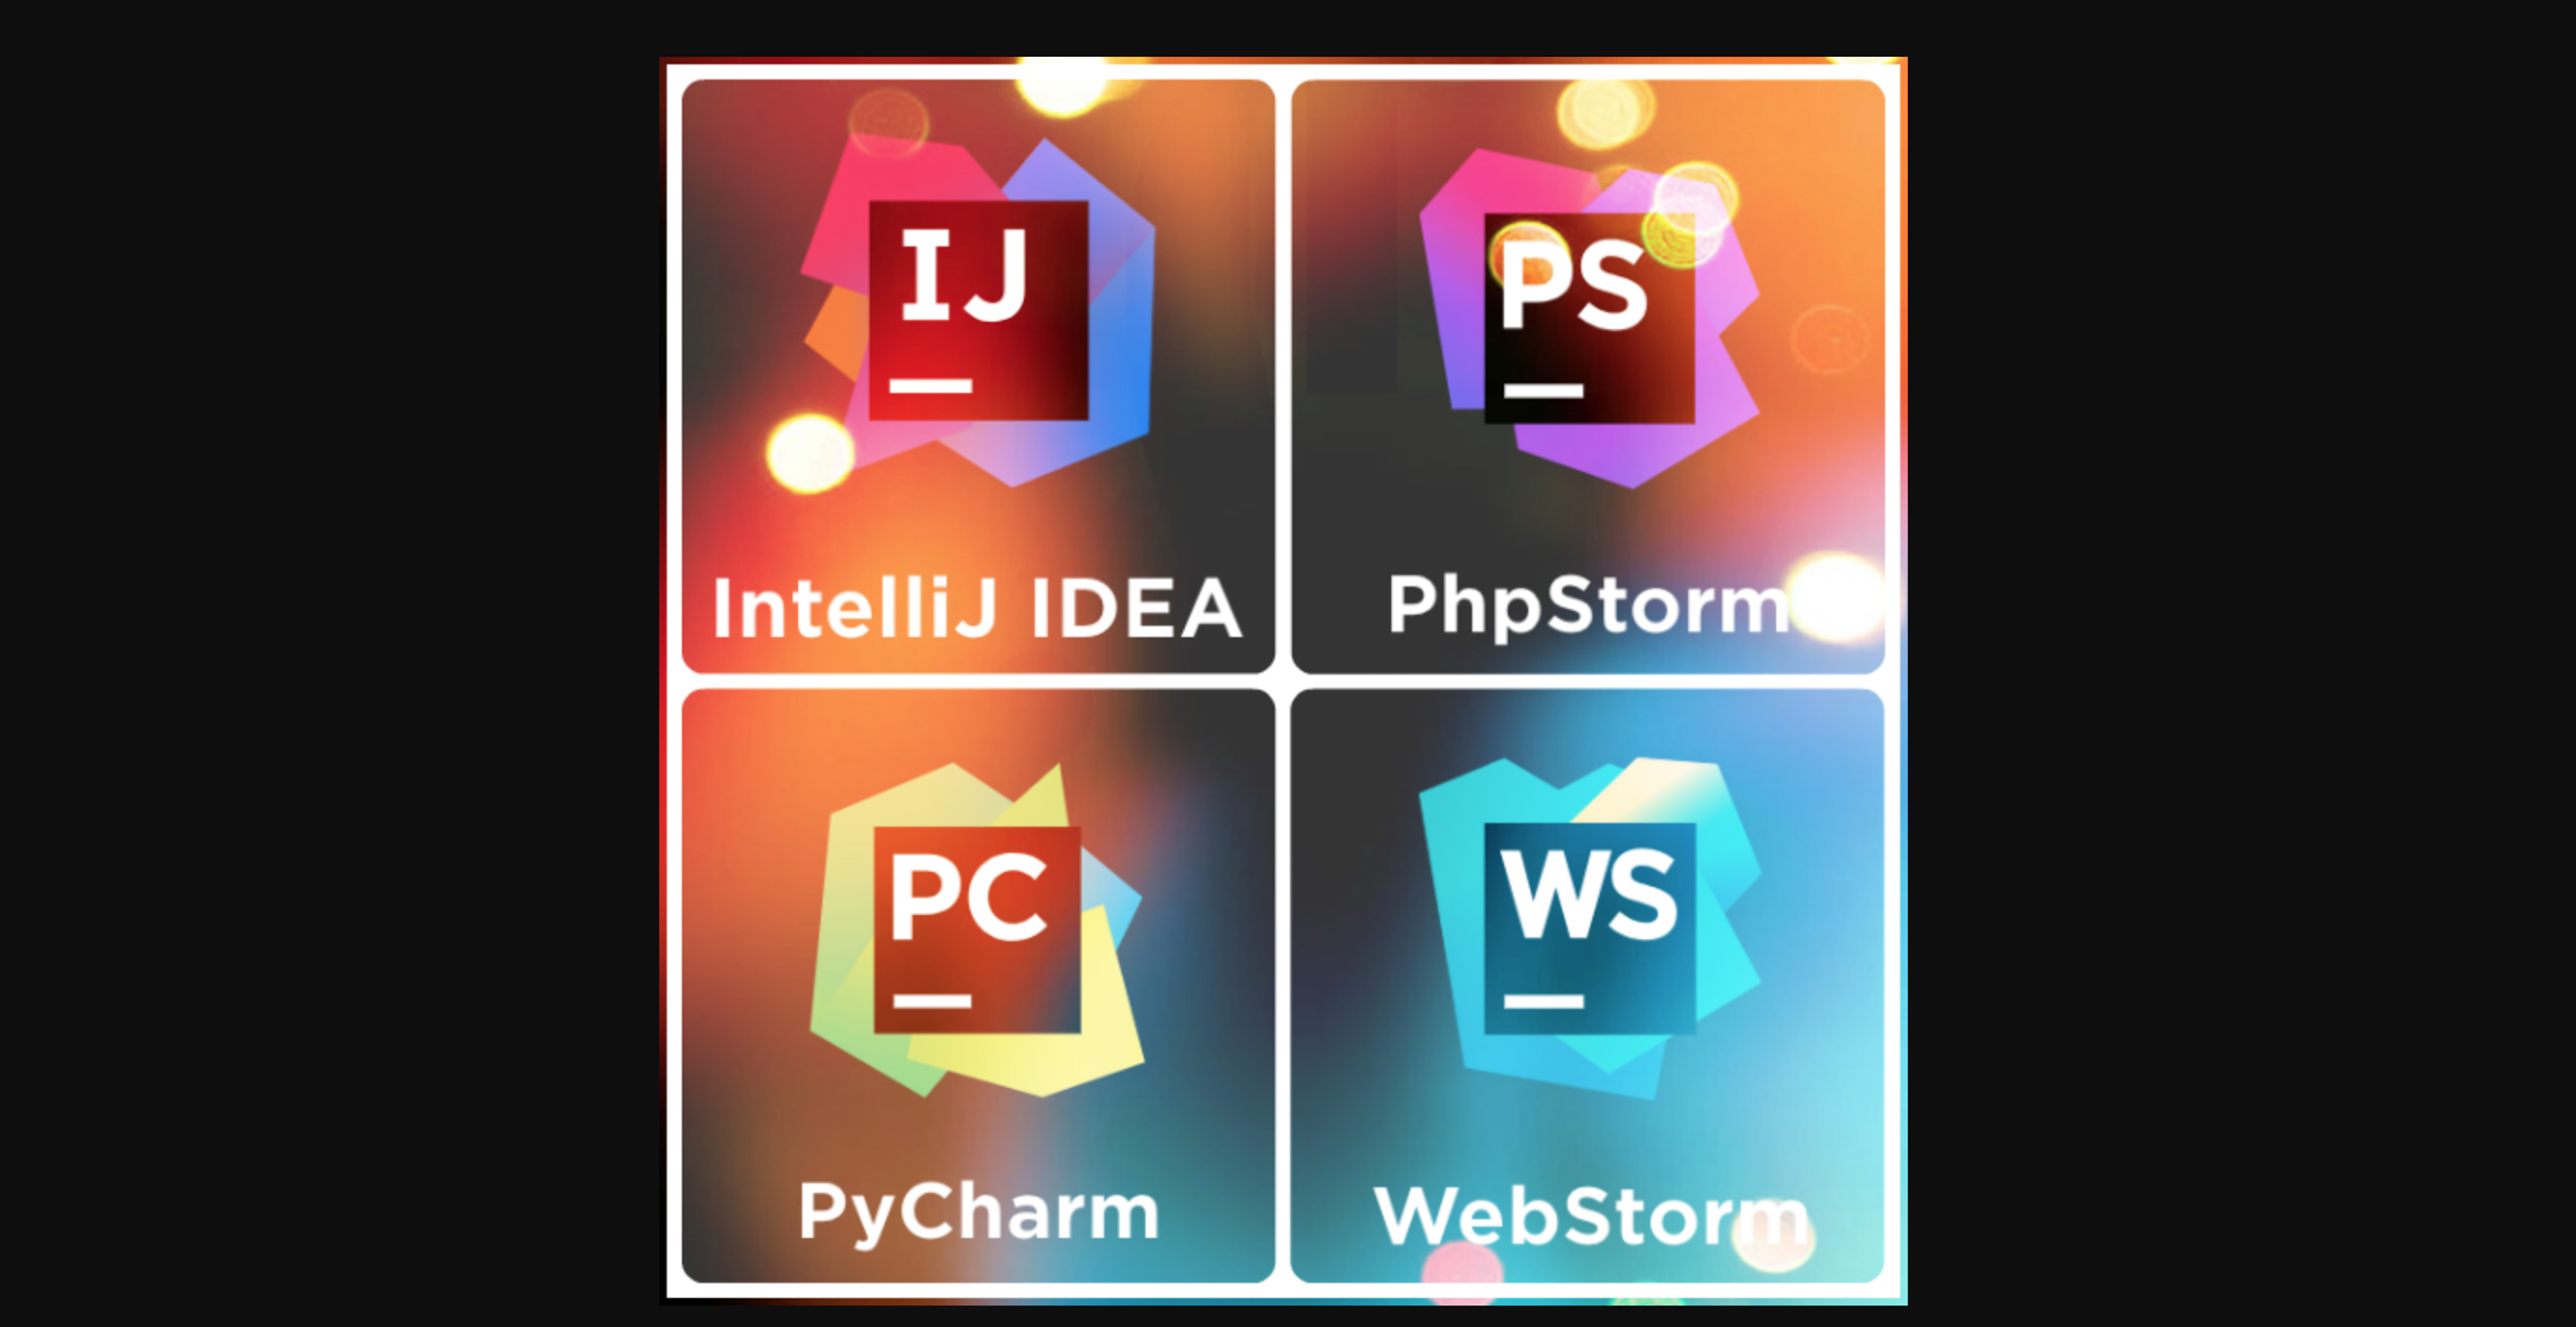 IJ
IntelliJ IDEA
PS
PhpStorm
PC
PyCharm
WS
WebStorm